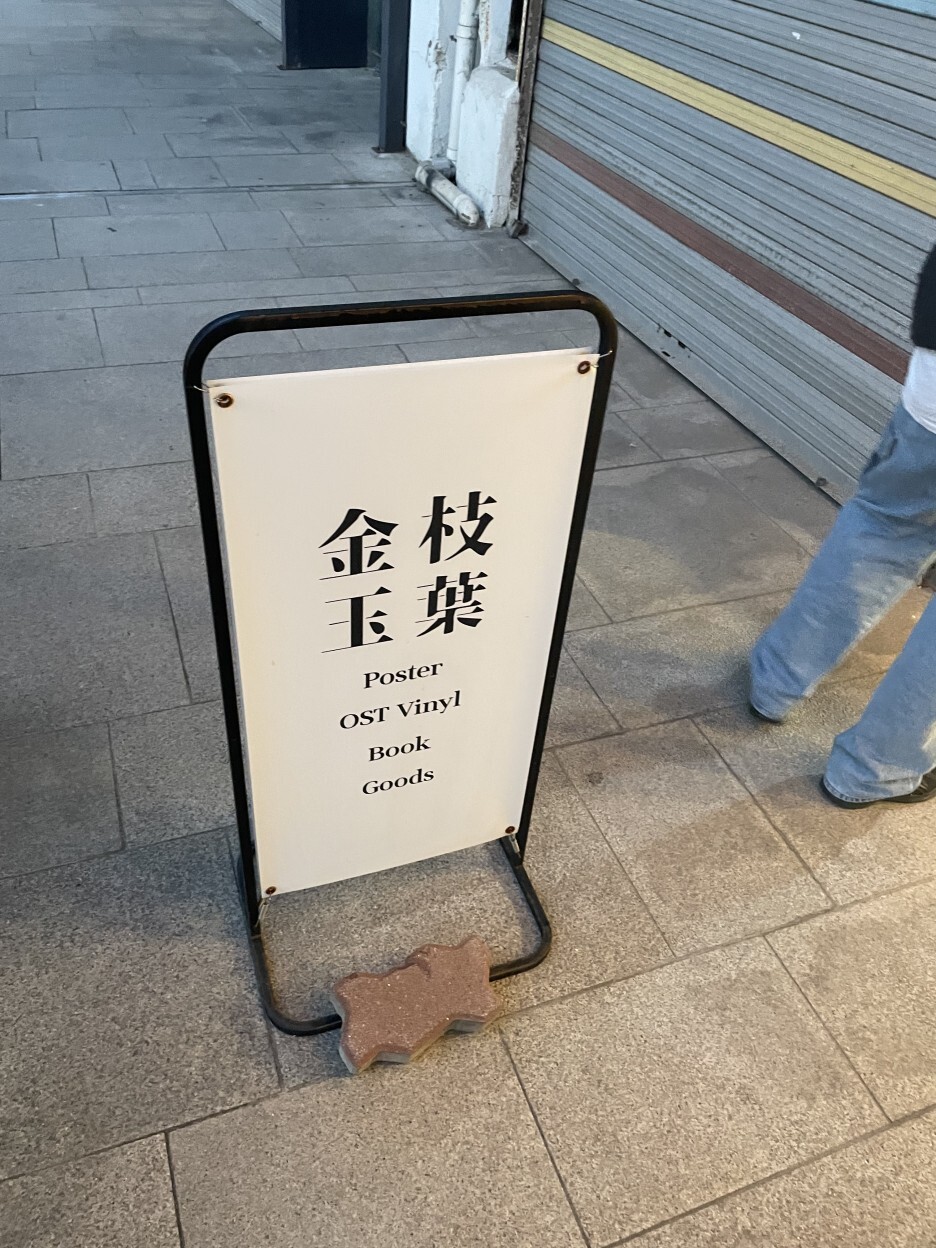 金枝
玉葉
Poster
OST Vinyl
Book
Goods